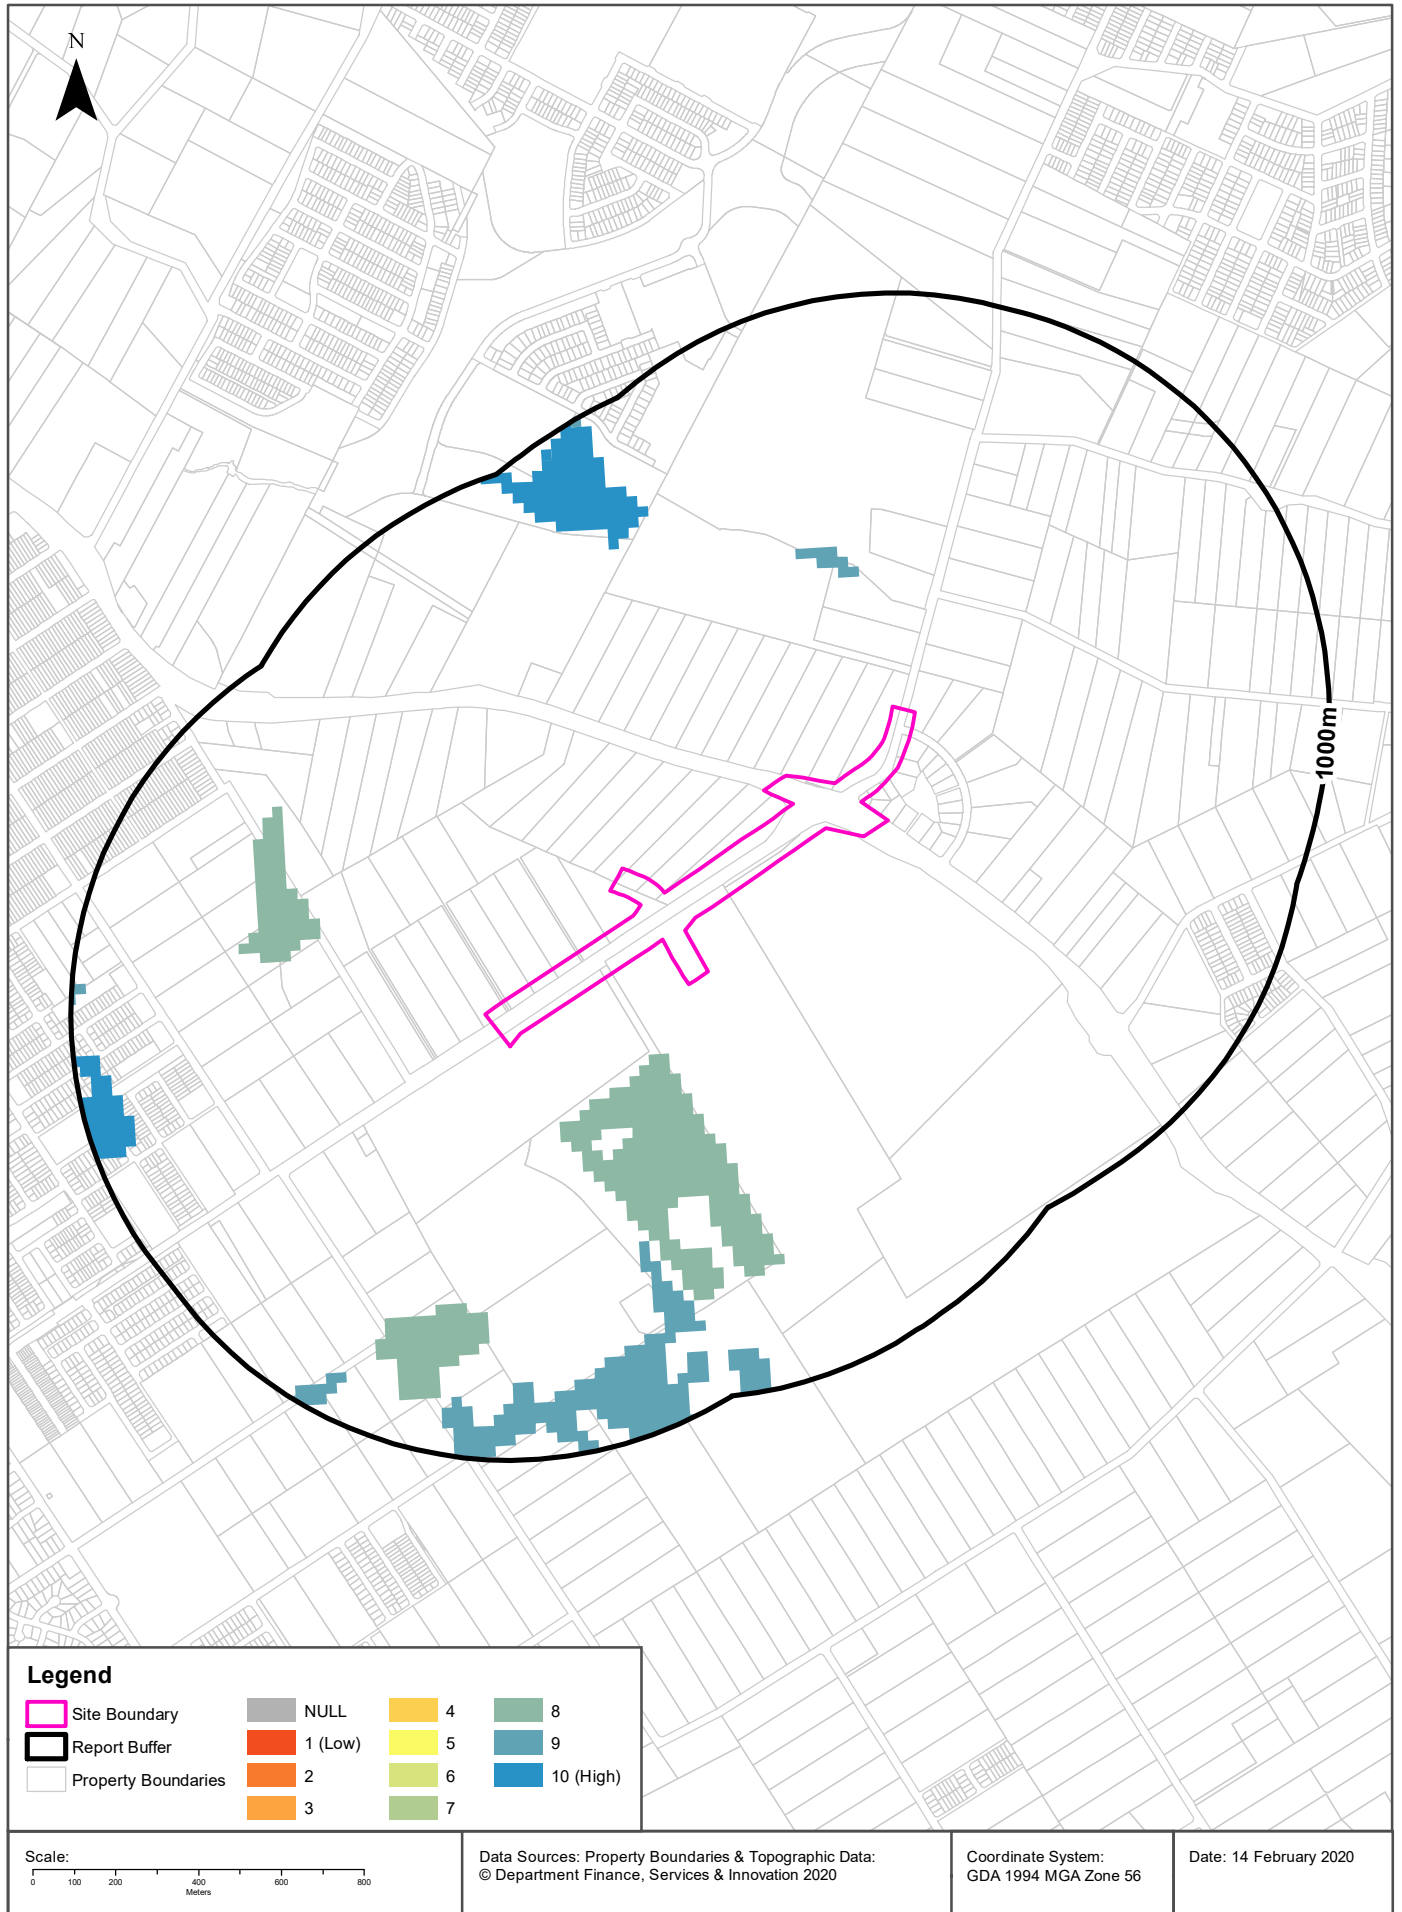 N
1000m
Legend
Site Boundary
Report Buffer
Property Boundaries
NULL
1 (Low)
2
3
4
5
6
7
8
9
10 (High)
Scale:
0 100 200 400 600 800
Meters
Data Sources: Property Boundaries & Topographic Data:
© Department Finance, Services & Innovation 2020
Coordinate System:
GDA 1994 MGA Zone 56
Date: 14 February 2020